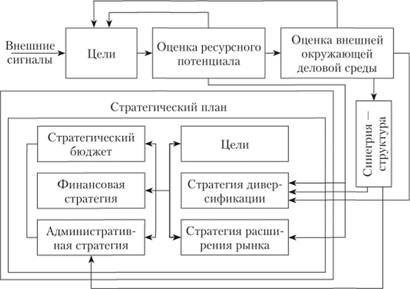 Внешние
сигналы
Цели
Оценка ресурсного
потенциала
Оценка внешней
окружающей
деловой среды
Стратегический план
Стратегический
бюджет
Цели
Финансовая
стратегия
Стратегия дивер-
сификации
Административ-
ная стратегия
Стратегия расши-
рения рынка
Синегрия —
структура